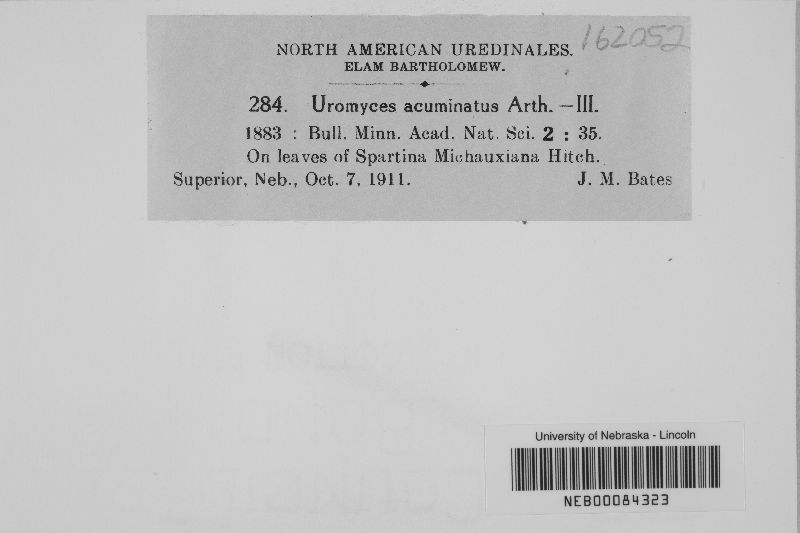 162052
NORTH AMERICAN UREDINALES.
ELAM BARTHOLOMEW.
284. Uromyces acuminatus Arth. — III.
1883 : Bull. Minn. Acad. Nat. Sci. 2 : 35.
On leaves of Spartina Michauxiana Hitch.
Superior, Neb., Oct. 7, 1911. J. M. Bates
University of Nebraska - Lincoln
NEB00084323